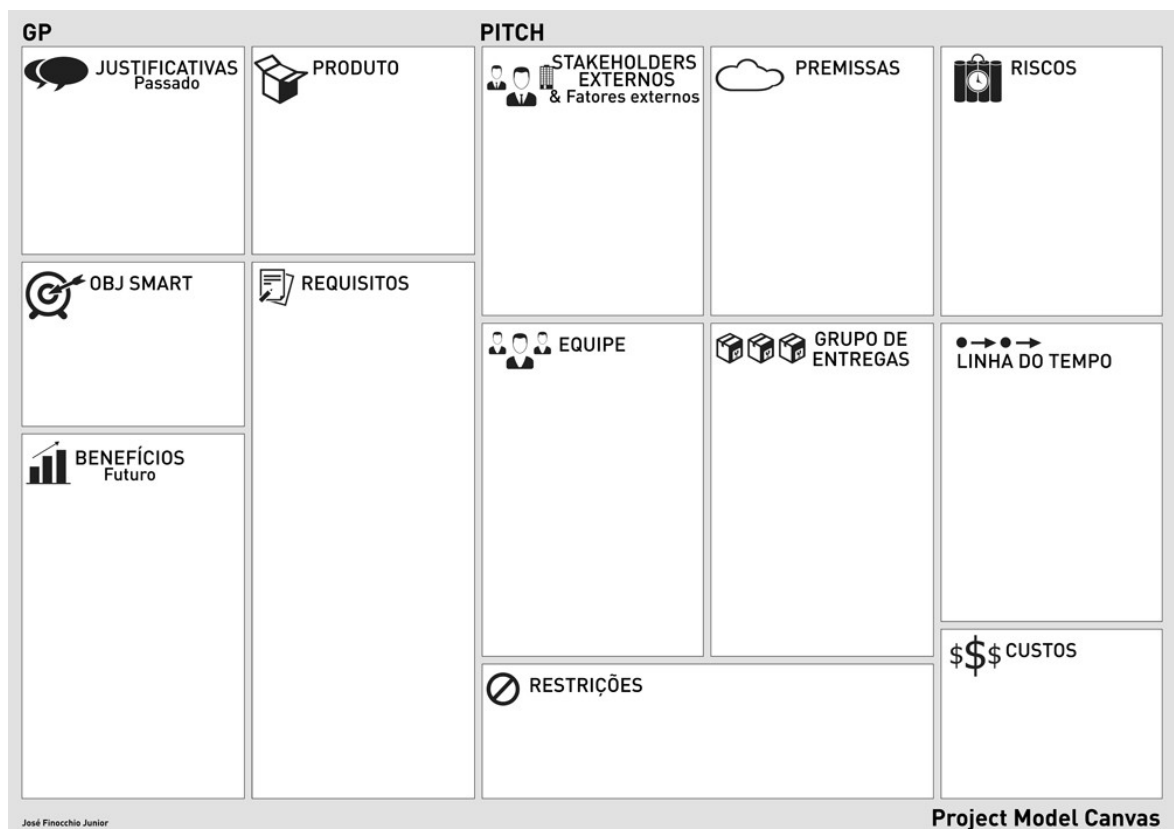 GP
PITCH
JUSTIFICATIVAS
Passado
PRODUTO
STAKEHOLDERS
EXTERNOS
& Fatores externos
PREMISSAS
RISCOS
OBJ SMART
REQUISITOS
EQUIPE
GRUPO DE
ENTREGAS
LINHA DO TEMPO
BENEFÍCIOS
Futuro
RESTRIÇÕES
$$$ CUSTOS
José Finocchio Junior
Project Model Canvas